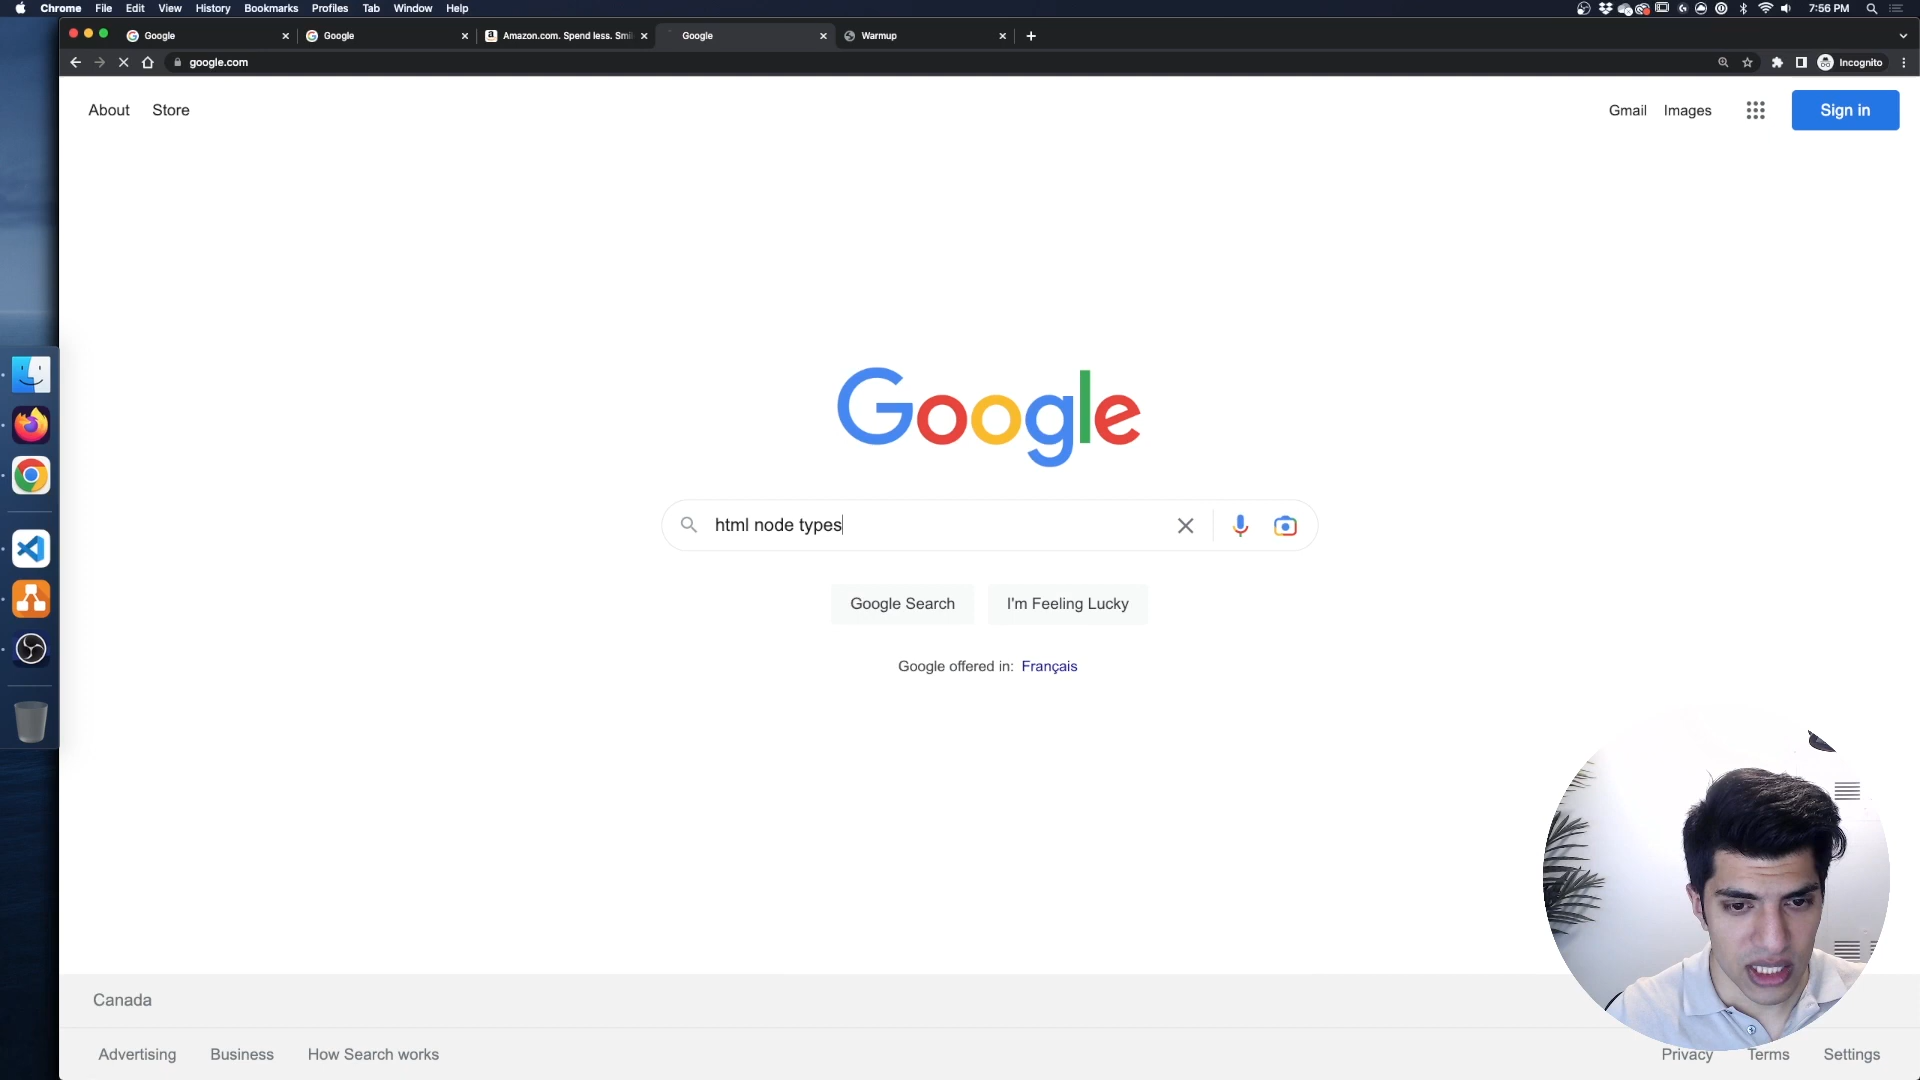 Chrome File Edit View History Bookmarks Profiles Tab Window Help 7:56 PM
Google Google Amazon.com. Spend less. Smi Google Warmup
google.com Incognito
About Store Gmail Images Sign in
Google
html node types
Google Search I'm Feeling Lucky
Google offered in: Français
Canada
Advertising Business How Search works Privacy Terms Settings